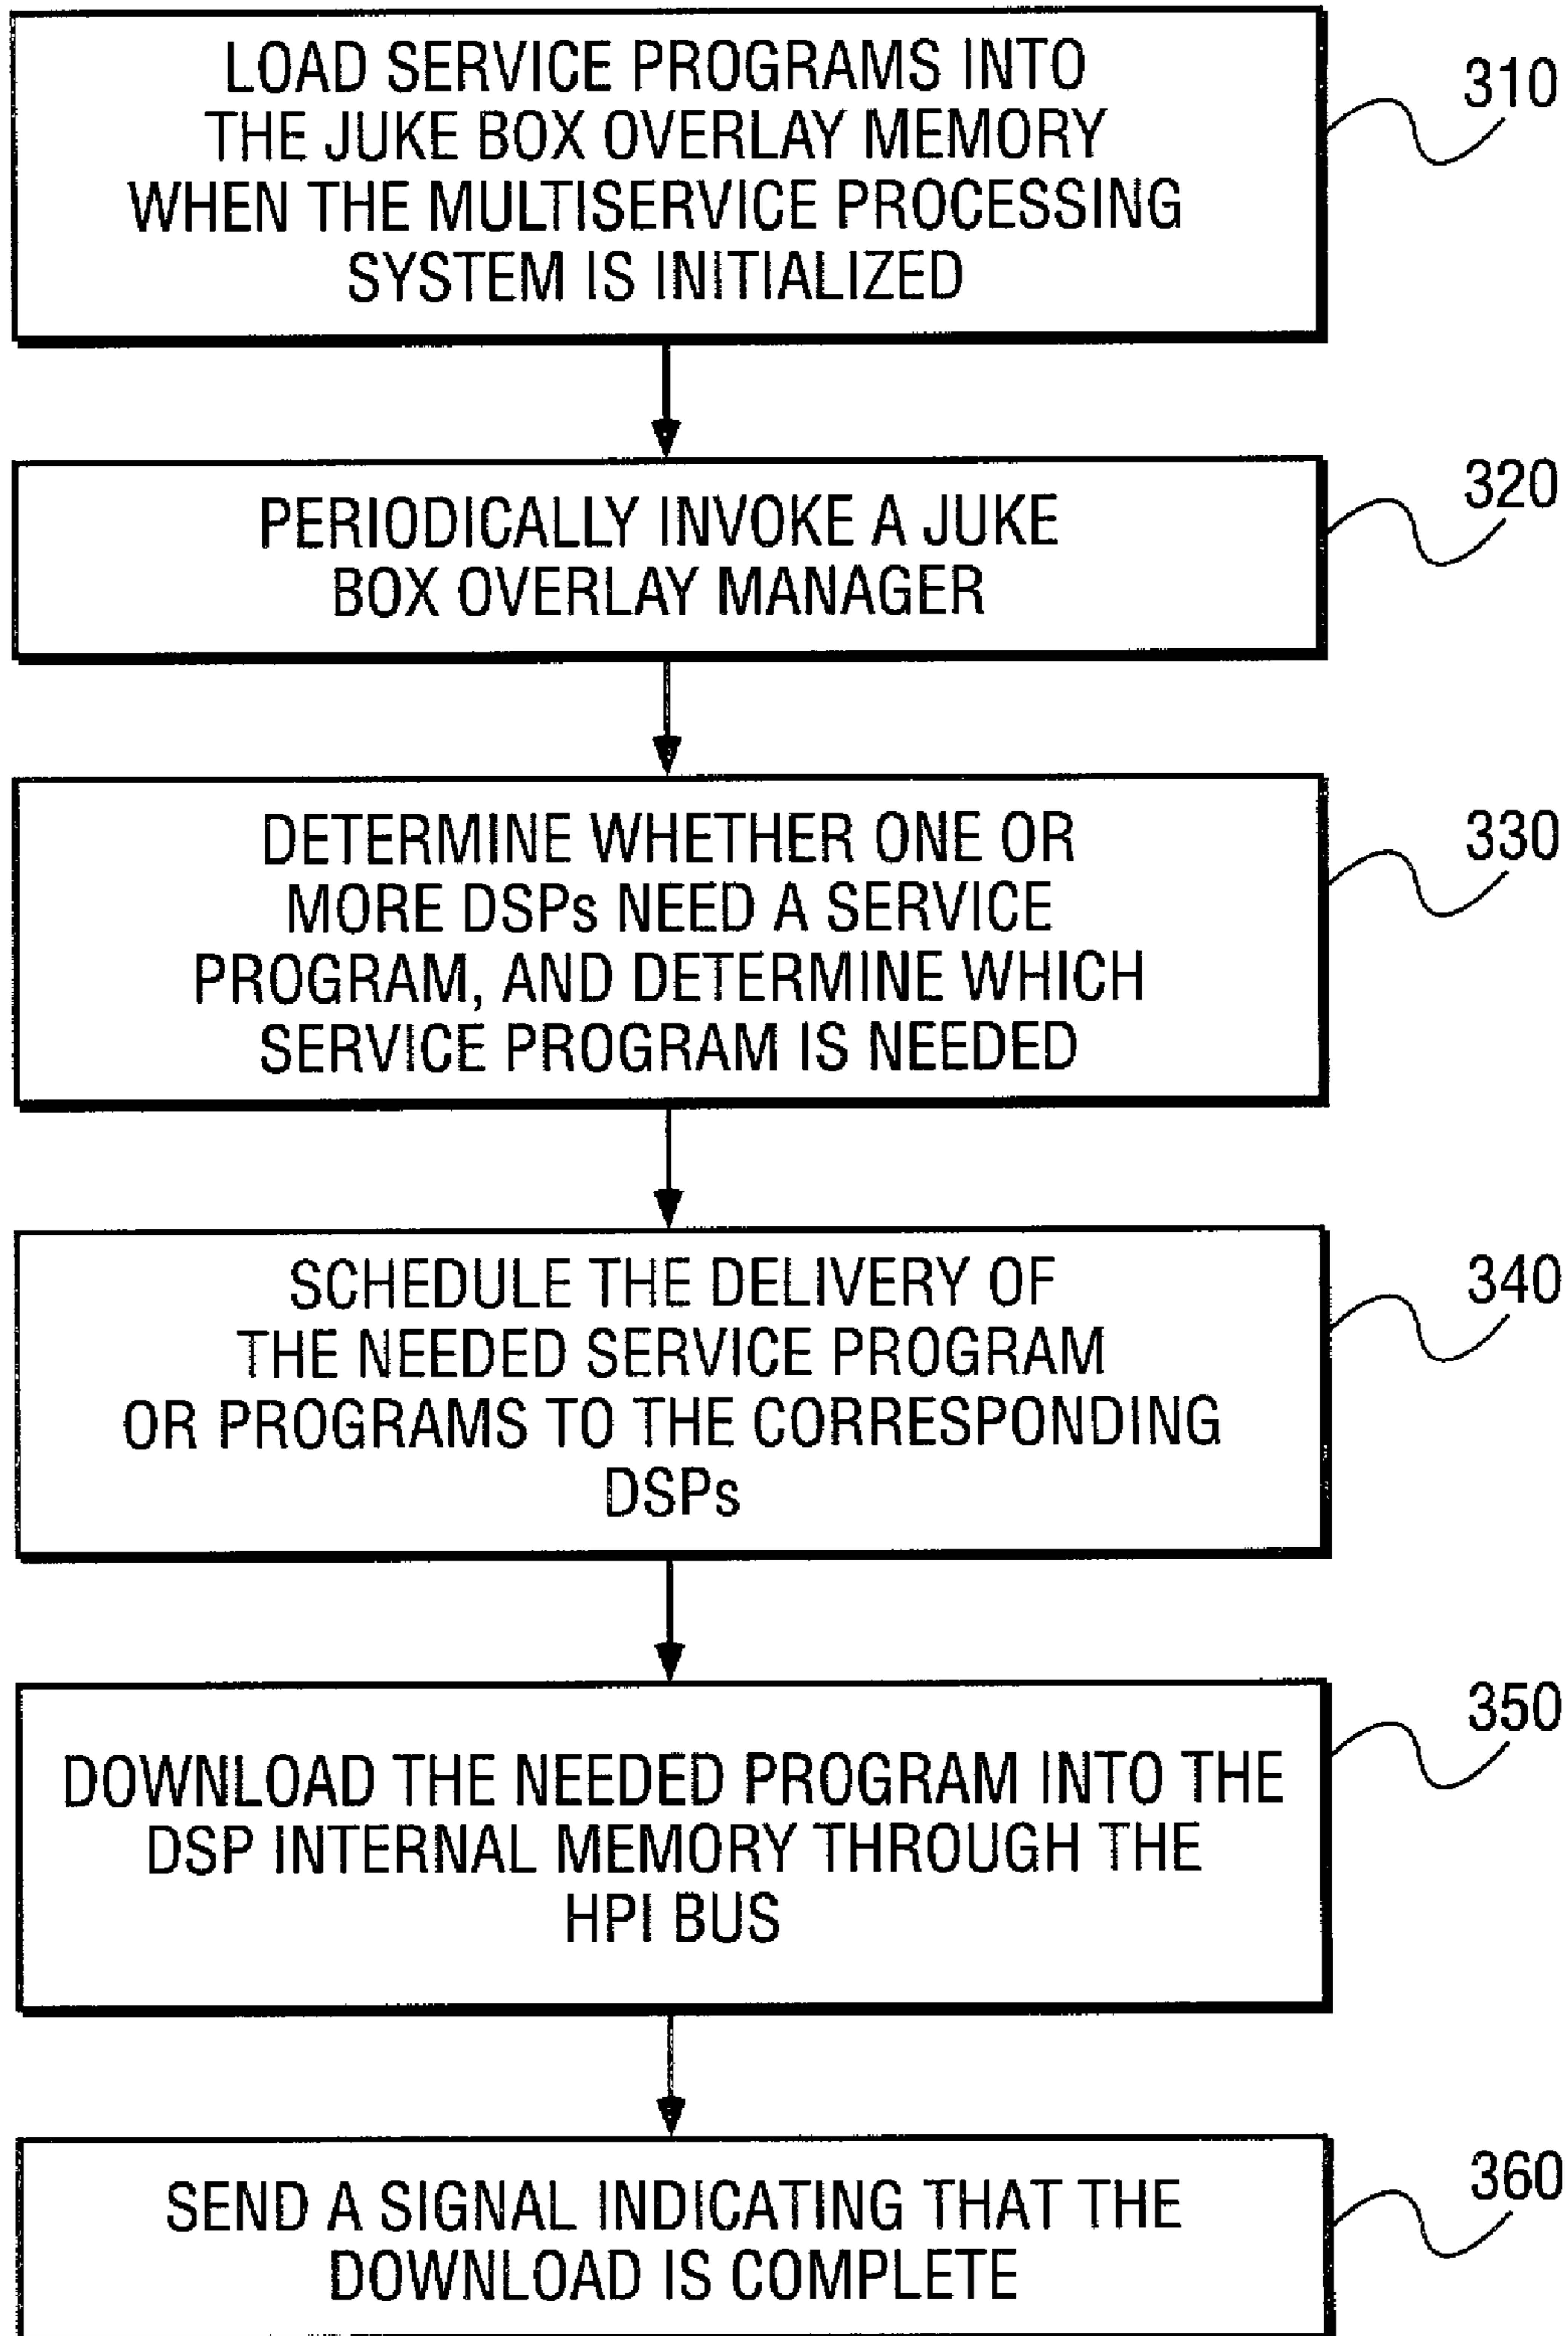 LOAD SERVICE PROGRAMS INTO
THE JUKE BOX OVERLAY MEMORY
WHEN THE MULTISERVICE PROCESSING
SYSTEM IS INITIALIZED
310
PERIODICALLY INVOKE A JUKE
BOX OVERLAY MANAGER
320
DETERMINE WHETHER ONE OR
MORE DSPs NEED A SERVICE
PROGRAM, AND DETERMINE WHICH
SERVICE PROGRAM IS NEEDED
330
SCHEDULE THE DELIVERY OF
THE NEEDED SERVICE PROGRAM
OR PROGRAMS TO THE CORRESPONDING
DSPs
340
DOWNLOAD THE NEEDED PROGRAM INTO THE
DSP INTERNAL MEMORY THROUGH THE
HPI BUS
350
SEND A SIGNAL INDICATING THAT THE
DOWNLOAD IS COMPLETE
360